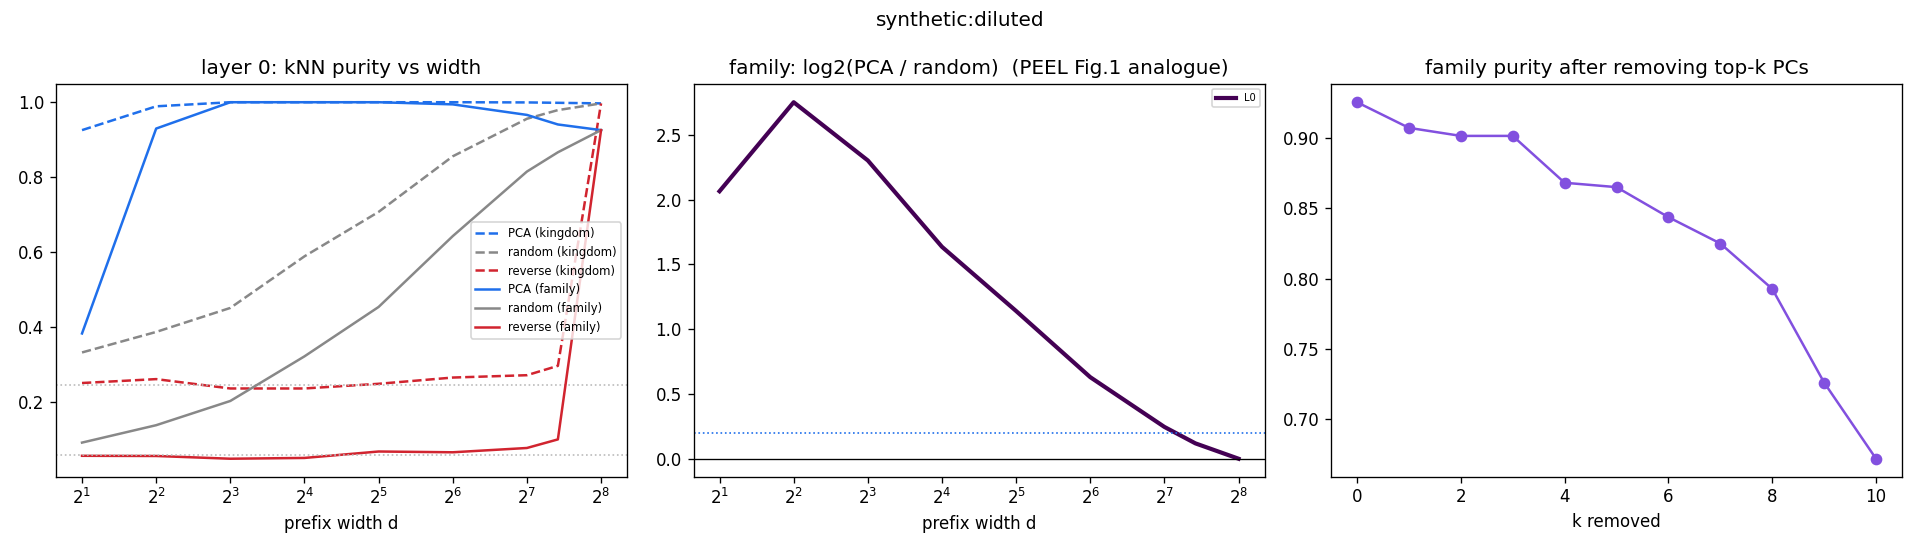 synthetic:diluted
layer 0: kNN purity vs width
1.0
0.8
0.6
0.4
0.2
PCA (kingdom)
random (kingdom)
reverse (kingdom)
PCA (family)
random (family)
reverse (family)
2^1 2^2 2^3 2^4 2^5 2^6 2^7 2^8
prefix width d
family: log2(PCA / random)  (PEEL Fig.1 analogue)
L0
2.5
2.0
1.5
1.0
0.5
0.0
2^1 2^2 2^3 2^4 2^5 2^6 2^7 2^8
prefix width d
family purity after removing top-k PCs
0.90
0.85
0.80
0.75
0.70
0 2 4 6 8 10
k removed